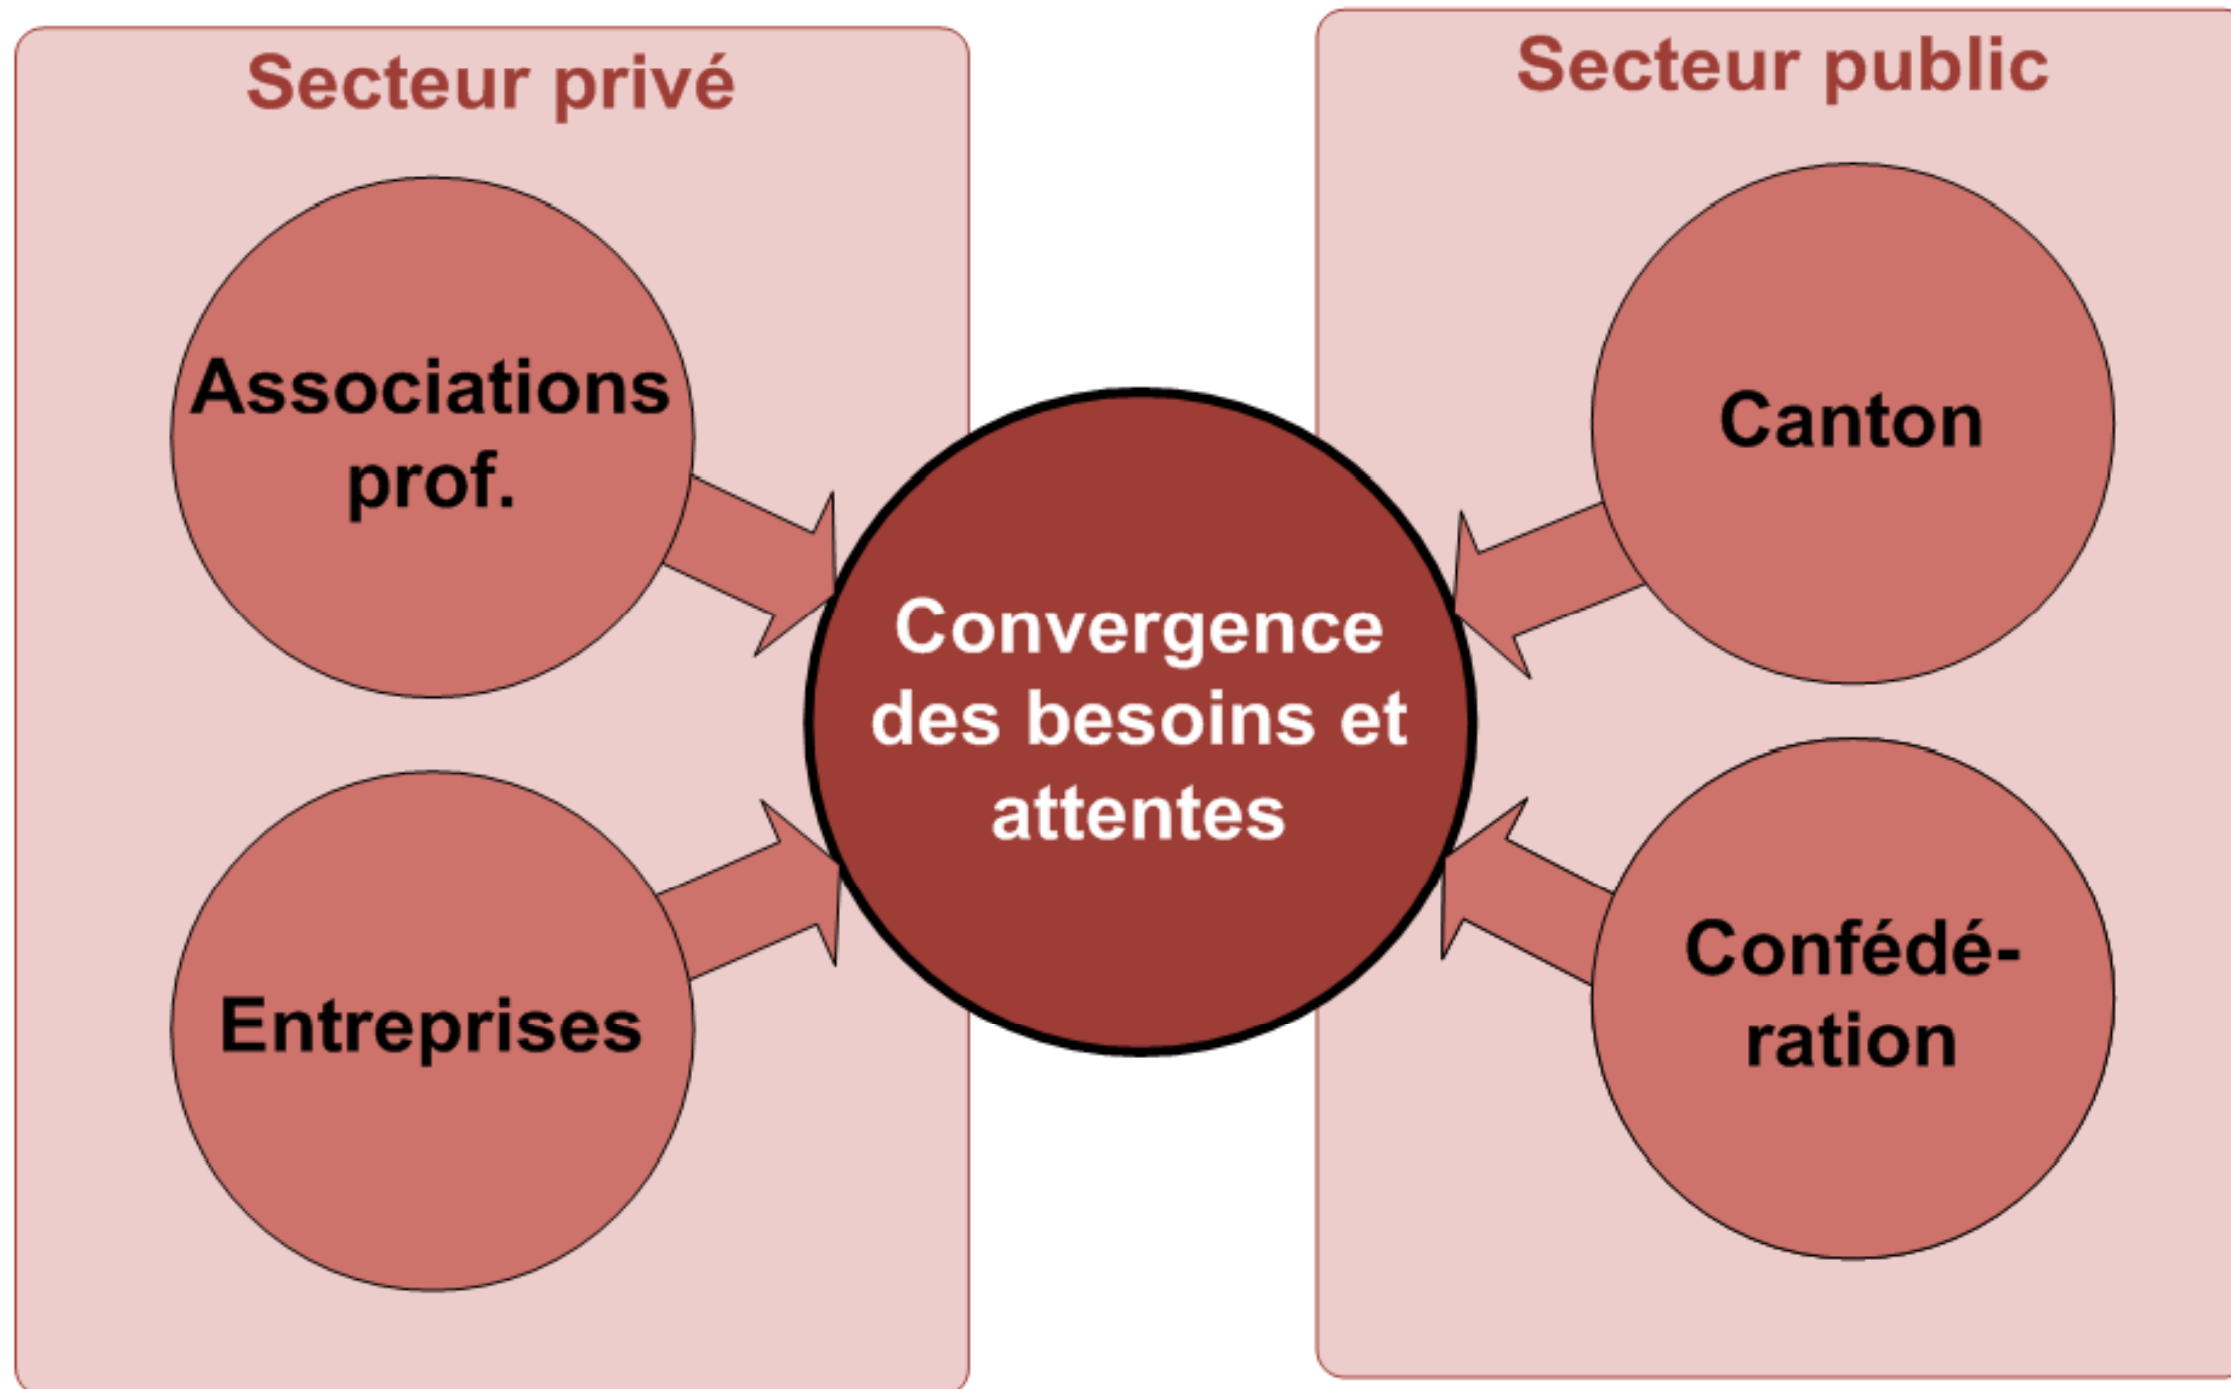 Secteur privé
Associations
prof.
Entreprises
Convergence
des besoins et
attentes
Secteur public
Canton
Confédé-
ration